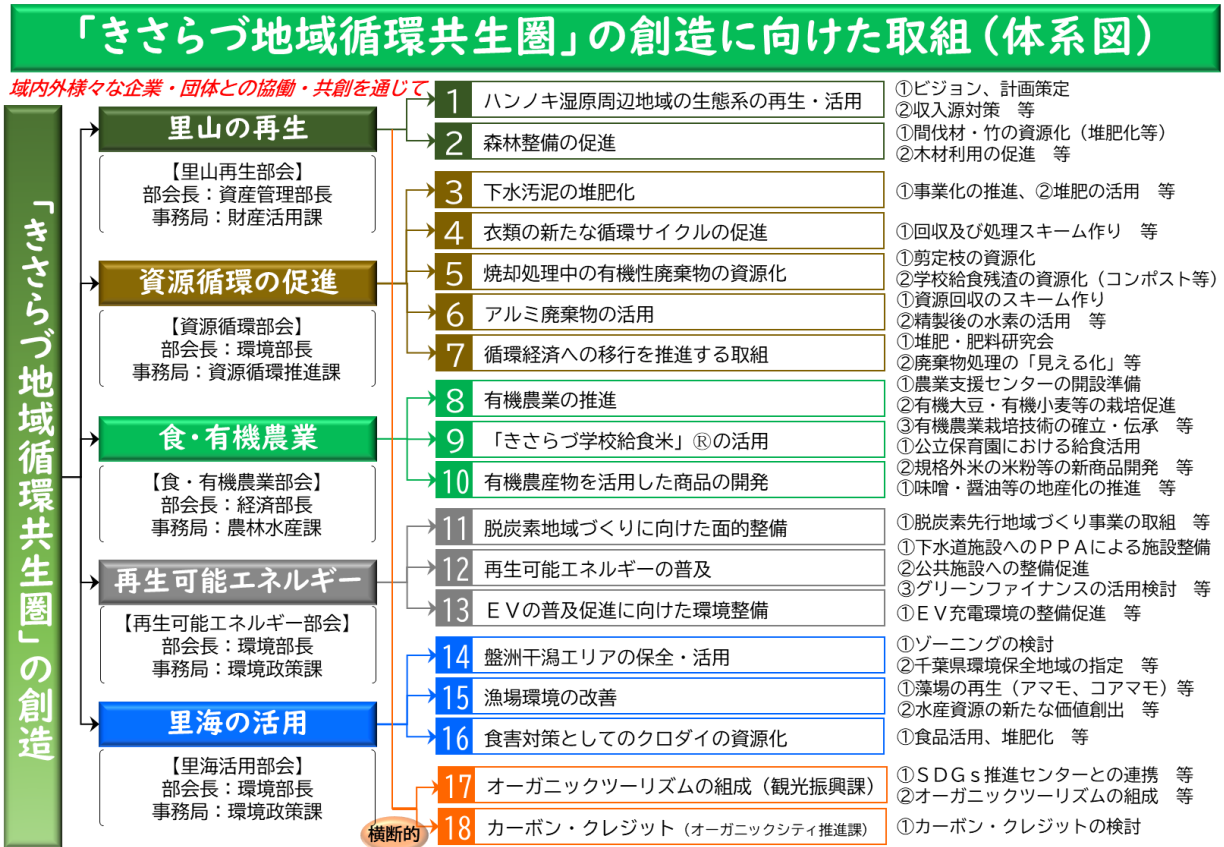 「きさらづ地域循環共生圏」の創造に向けた取組（体系図）
域内外様々な企業・団体との協働・共創を通じて
「きさらづ地域循環共生圏」の創造
里山の再生
【里山再生部会】
部会長：資産管理部長
事務局：財産活用課
1 ハンノキ湿原周辺地域の生態系の再生・活用
①ビジョン、計画策定
②収入源対策　等
2 森林整備の促進
①間伐材・竹の資源化（堆肥化等）
②木材利用の促進　等
資源循環の促進
【資源循環部会】
部会長：環境部長
事務局：資源循環推進課
3 下水汚泥の堆肥化
①事業化の推進、②堆肥の活用　等
4 衣類の新たな循環サイクルの促進
①回収及び処理スキーム作り　等
5 焼却処理中の有機性廃棄物の資源化
①剪定枝の資源化
②学校給食残渣の資源化（コンポスト等）
6 アルミ廃棄物の活用
①資源回収のスキーム作り
②精製後の水素の活用　等
7 循環経済への移行を推進する取組
①堆肥・肥料研究会
②廃棄物処理の「見える化」等
食・有機農業
【食・有機農業部会】
部会長：経済部長
事務局：農林水産課
8 有機農業の推進
①農業支援センターの開設準備
②有機大豆・有機小麦等の栽培促進
③有機農業栽培技術の確立・伝承　等
9 「きさらづ学校給食米」Ⓡの活用
①公立保育園における給食活用
②規格外米の米粉等の新商品開発　等
10 有機農産物を活用した商品の開発
①味噌・醤油等の地産化の推進　等
再生可能エネルギー
【再生可能エネルギー部会】
部会長：環境部長
事務局：環境政策課
11 脱炭素地域づくりに向けた面的整備
①脱炭素先行地域づくり事業の取組　等
12 再生可能エネルギーの普及
①下水道施設へのＰＰＡによる施設整備
②公共施設への整備促進
③グリーンファイナンスの活用検討　等
13 ＥＶの普及促進に向けた環境整備
①ＥＶ充電環境の整備促進　等
里海の活用
【里海活用部会】
部会長：環境部長
事務局：環境政策課
14 盤洲干潟エリアの保全・活用
①ゾーニングの検討
②千葉県環境保全地域の指定　等
15 漁場環境の改善
①藻場の再生（アマモ、コアマモ）等
②水産資源の新たな価値創出　等
16 食害対策としてのクロダイの資源化
①食品活用、堆肥化　等
横断的
17 オーガニックツーリズムの組成（観光振興課）
①ＳＤＧｓ推進センターとの連携　等
②オーガニックツーリズムの組成　等
18 カーボン・クレジット（オーガニックシティ推進課）
①カーボン・クレジットの検討